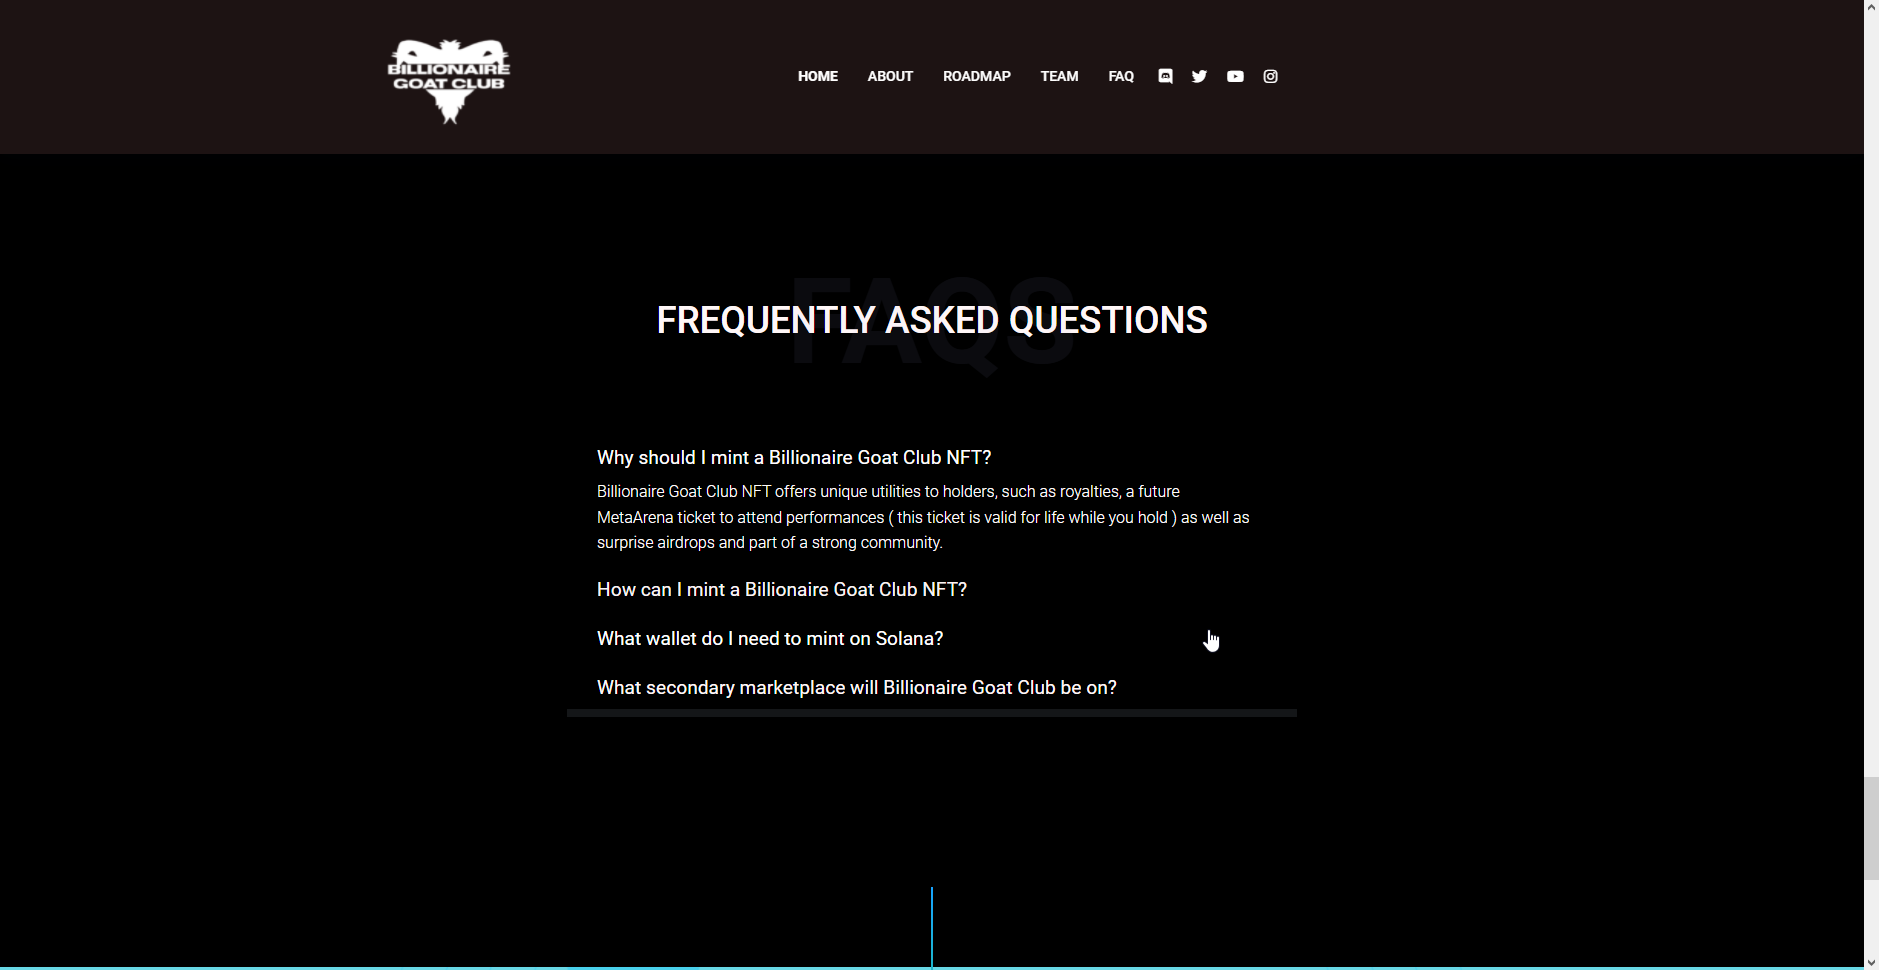 BILLIONAIRE
GOAT CLUB
HOME ABOUT ROADMAP TEAM FAQ
FAQS
FREQUENTLY ASKED QUESTIONS
Why should I mint a Billionaire Goat Club NFT?
Billionaire Goat Club NFT offers unique utilities to holders, such as royalties, a future
MetaArena ticket to attend performances ( this ticket is valid for life while you hold ) as well as
surprise airdrops and part of a strong community.
How can I mint a Billionaire Goat Club NFT?
What wallet do I need to mint on Solana?
What secondary marketplace will Billionaire Goat Club be on?